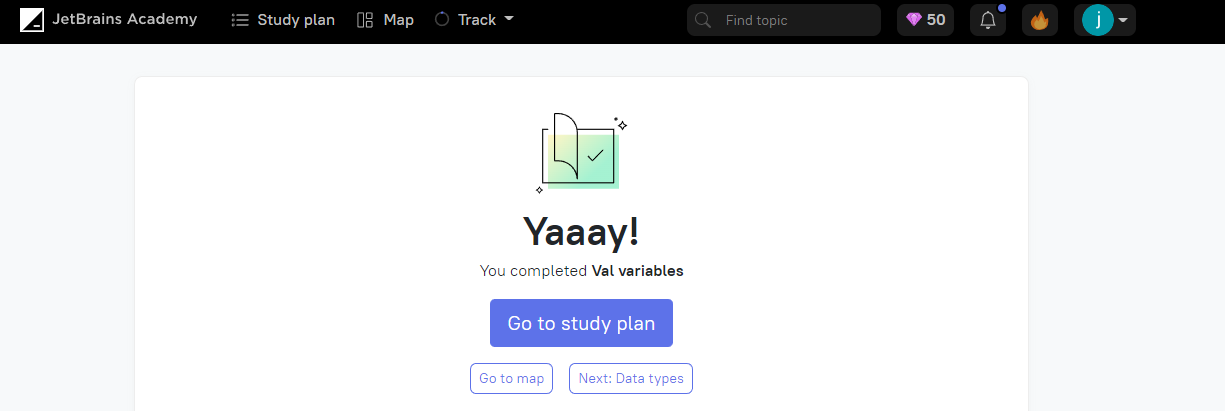 JetBrains Academy Study plan Map Track Find topic 50 j
Yaaay!
You completed Val variables
Go to study plan
Go to map Next: Data types